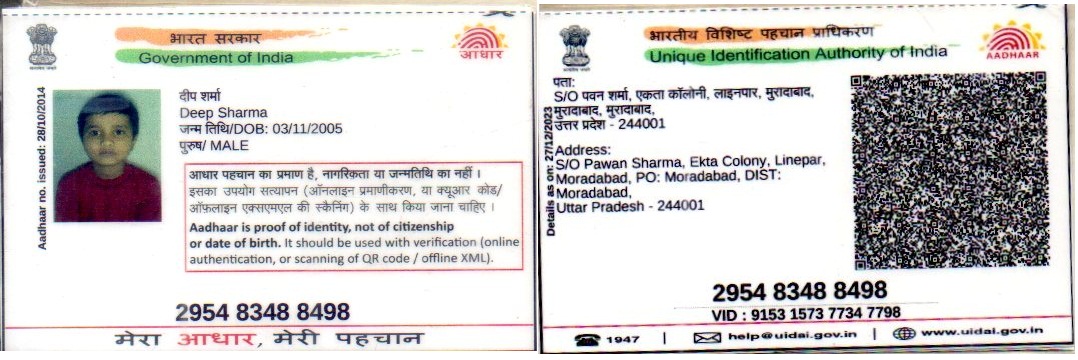 भारत सरकार
Government of India
आधार
Aadhaar no. issued: 28/10/2014
दीप शर्मा
Deep Sharma
जन्म तिथि/DOB: 03/11/2005
पुरुष/ MALE
आधार पहचान का प्रमाण है, नागरिकता या जन्मतिथि का नहीं ।
इसका उपयोग सत्यापन (ऑनलाइन प्रमाणीकरण, या क्यूआर कोड/
ऑफ़लाइन एक्सएमएल की स्कैनिंग) के साथ किया जाना चाहिए ।
Aadhaar is proof of identity, not of citizenship
or date of birth. It should be used with verification (online
authentication, or scanning of QR code / offline XML).
2954 8348 8498
मेरा आधार, मेरी पहचान
भारतीय विशिष्ट पहचान प्राधिकरण
Unique Identification Authority of India
AADHAAR
Details as on: 27/12/2023
पता:
S/O पवन शर्मा, एकता कॉलोनी, लाइनपार, मुरादाबाद,
मुरादाबाद, मुरादाबाद,
उत्तर प्रदेश - 244001
Address:
S/O Pawan Sharma, Ekta Colony, Linepar,
Moradabad, PO: Moradabad, DIST:
Moradabad,
Uttar Pradesh - 244001
2954 8348 8498
VID : 9153 1573 7734 7798
1947 | help@uidai.gov.in | www.uidai.gov.in